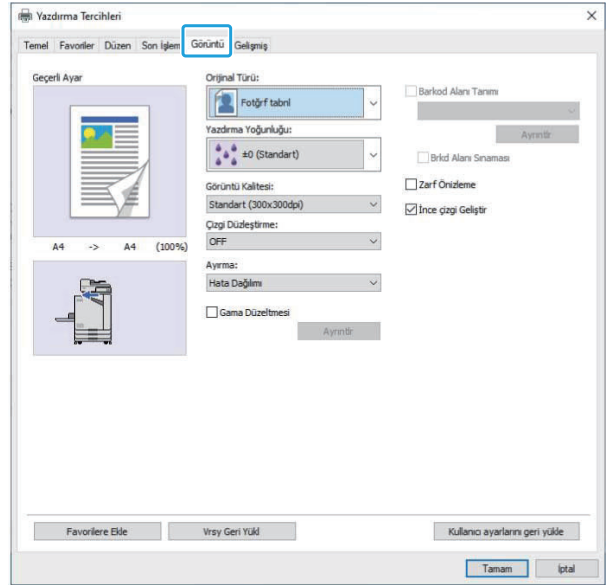 Yazdırma Tercihleri
Temel Favoriler Düzen Son İşlem Görüntü Gelişmiş
Geçerli Ayar
A4 -> A4 (100%)
Orijinal Türü:
Fotğrf tabnl
Yazdırma Yoğunluğu:
±0 (Standart)
Görüntü Kalitesi:
Standart (300x300dpi)
Çizgi Düzleştirme:
OFF
Ayırma:
Hata Dağılımı
Gama Düzeltmesi
Ayrıntlr
Barkod Alanı Tanımı
Ayrıntlr
Brkd Alanı Sınaması
Zarf Önizleme
İnce çizgi Geliştir
Favorilere Ekle Vrsy Geri Yükl Kullanıcı ayarlarını geri yükle
Tamam İptal